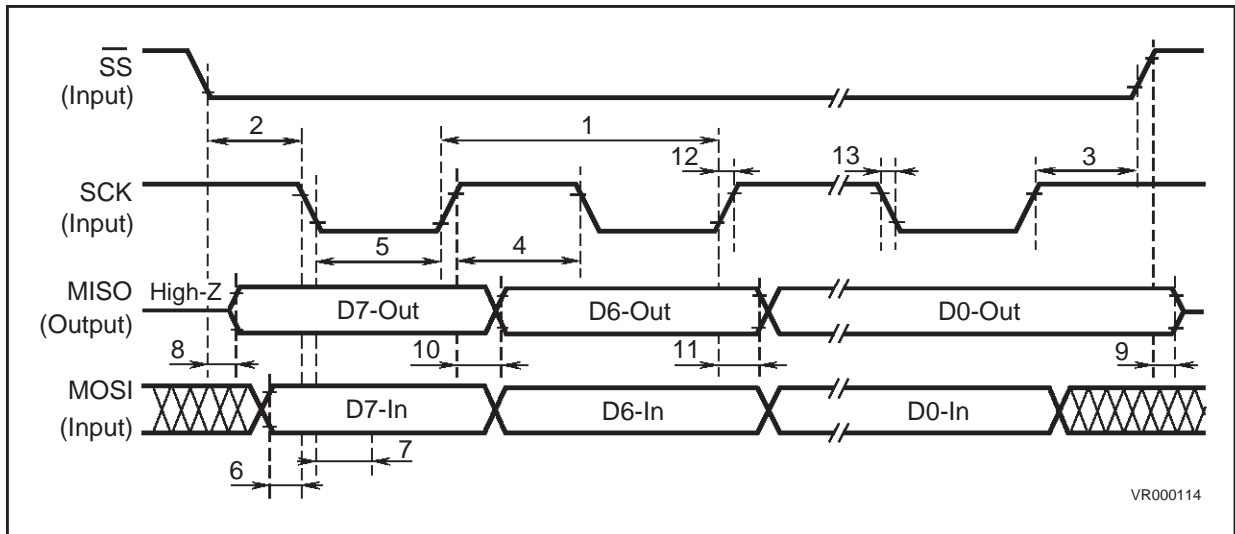 SS
(Input)
2
1
12
13
3
SCK
(Input)
5
4
MISO
(Output)
High-Z
D7-Out
D6-Out
D0-Out
8
10
11
9
MOSI
(Input)
D7-In
D6-In
D0-In
7
6
VR000114